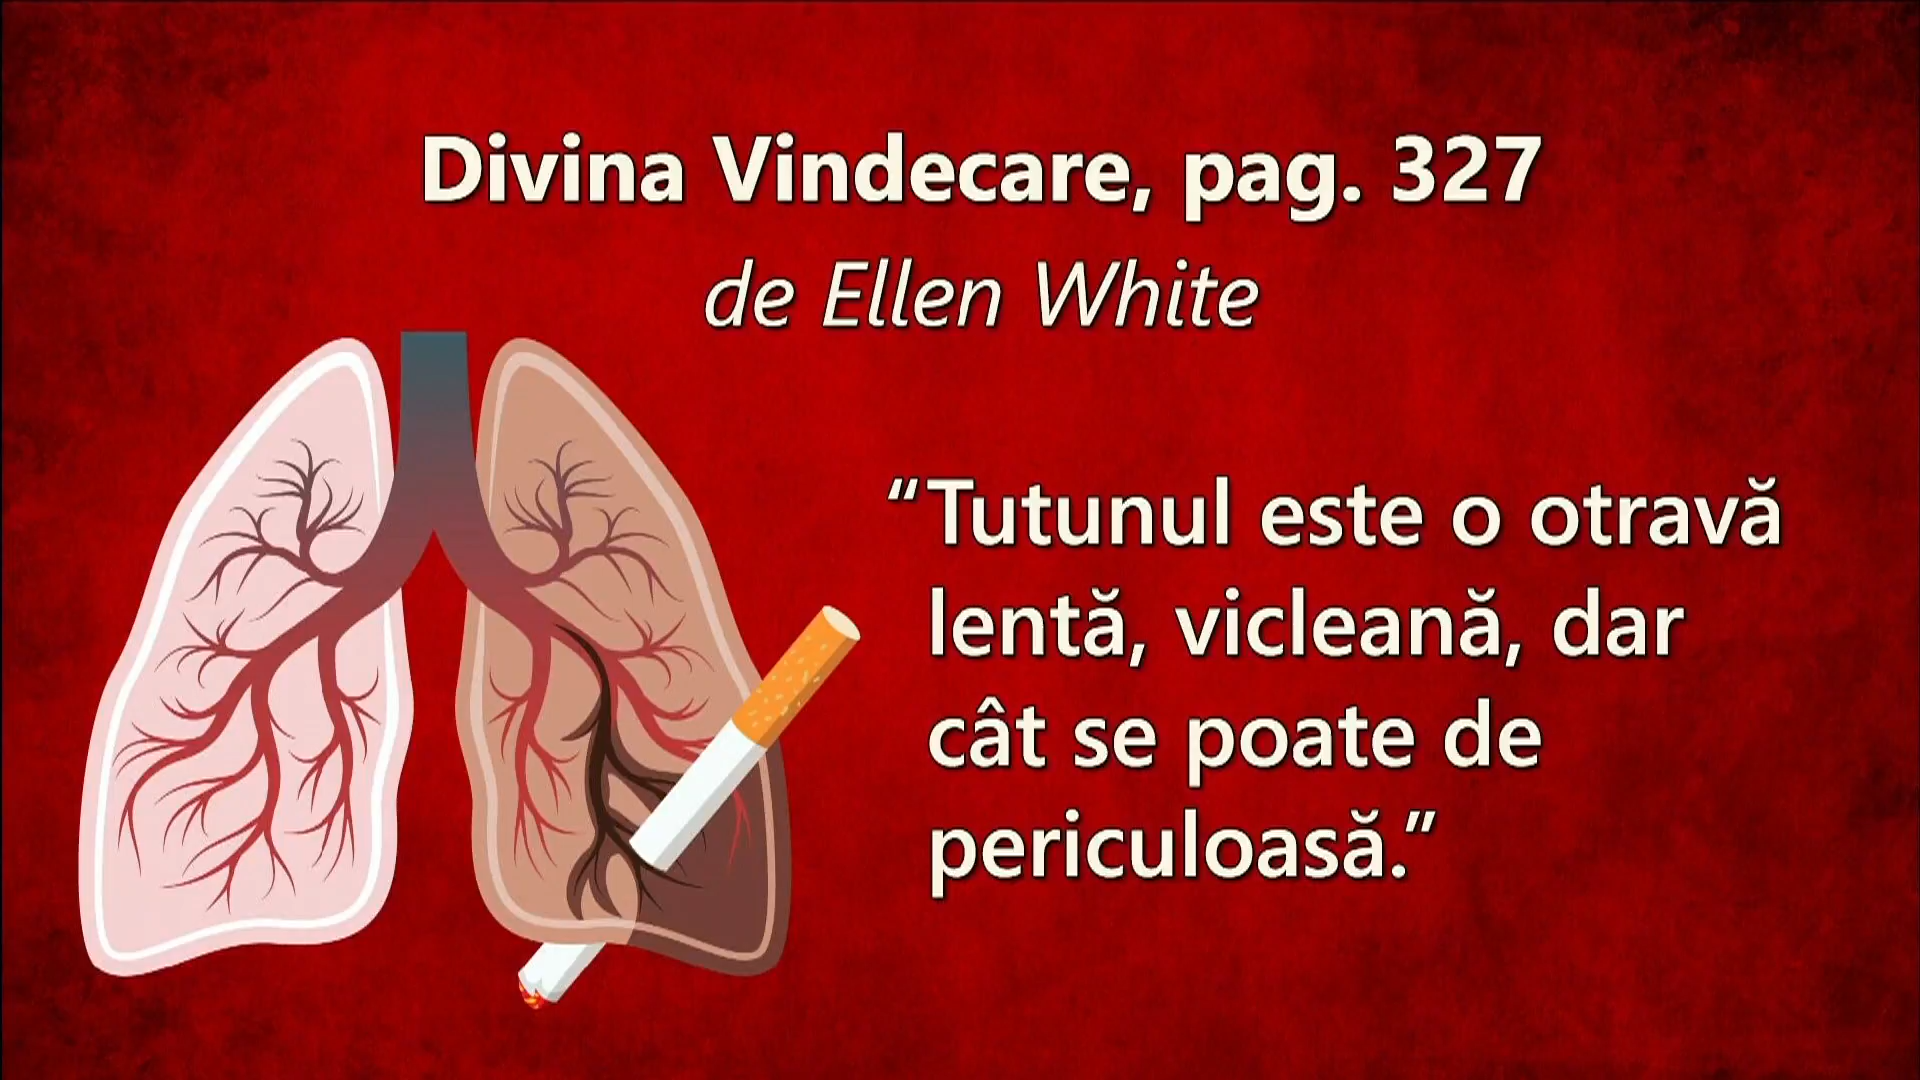 Divina Vindecare, pag. 327
de Ellen White
“Tutunul este o otravă
lentă, vicleană, dar
cât se poate de
periculoasă.”